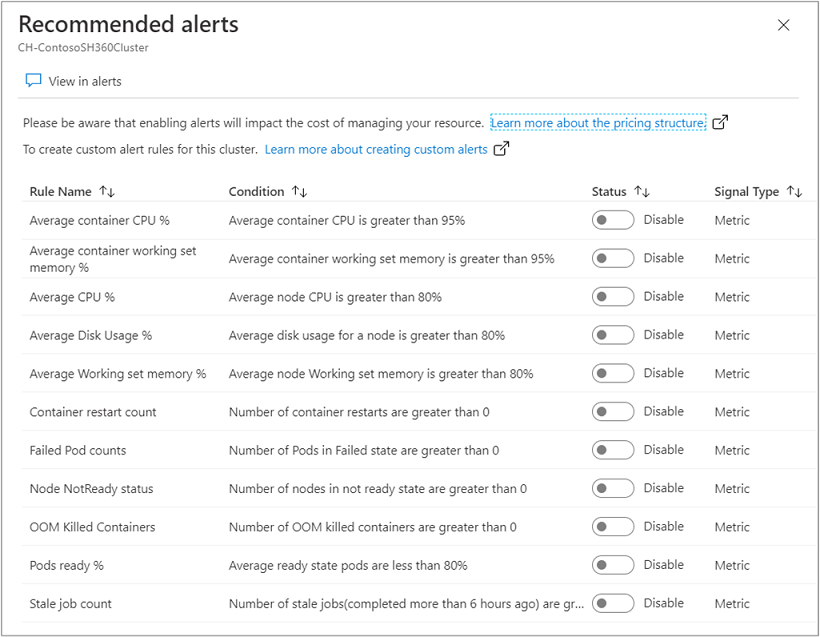 Recommended alerts
CH-ContosoSH360Cluster
View in alerts
Please be aware that enabling alerts will impact the cost of managing your resource. Learn more about the pricing structure.
To create custom alert rules for this cluster. Learn more about creating custom alerts
Rule Name Condition Status Signal Type
Average container CPU % Average container CPU is greater than 95% Disable Metric
Average container working set
memory % Average container working set memory is greater than 95% Disable Metric
Average CPU % Average node CPU is greater than 80% Disable Metric
Average Disk Usage % Average disk usage for a node is greater than 80% Disable Metric
Average Working set memory % Average node Working set memory is greater than 80% Disable Metric
Container restart count Number of container restarts are greater than 0 Disable Metric
Failed Pod counts Number of Pods in Failed state are greater than 0 Disable Metric
Node NotReady status Number of nodes in not ready state are greater than 0 Disable Metric
OOM Killed Containers Number of OOM killed containers are greater than 0 Disable Metric
Pods ready % Average ready state pods are less than 80% Disable Metric
Stale job count Number of stale jobs(completed more than 6 hours ago) are gr... Disable Metric